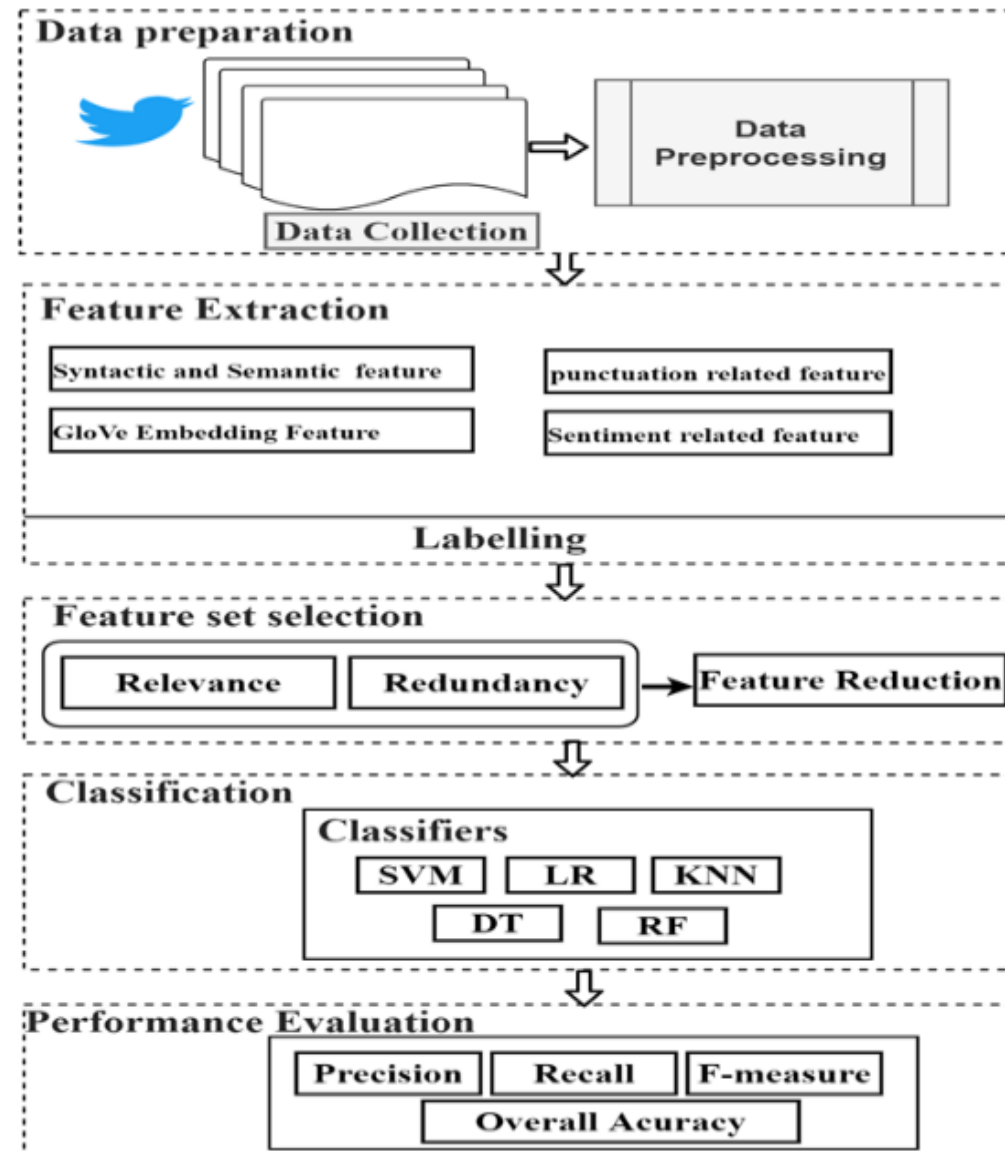 Data preparation
Data
Preprocessing
Data Collection
Feature Extraction
Syntactic and Semantic feature
punctuation related feature
GloVe Embedding Feature
Sentiment related feature
Labelling
Feature set selection
Relevance
Redundancy
Feature Reduction
Classification
Classifiers
SVM
LR
KNN
DT
RF
Performance Evaluation
Precision
Recall
F-measure
Overall Acuracy